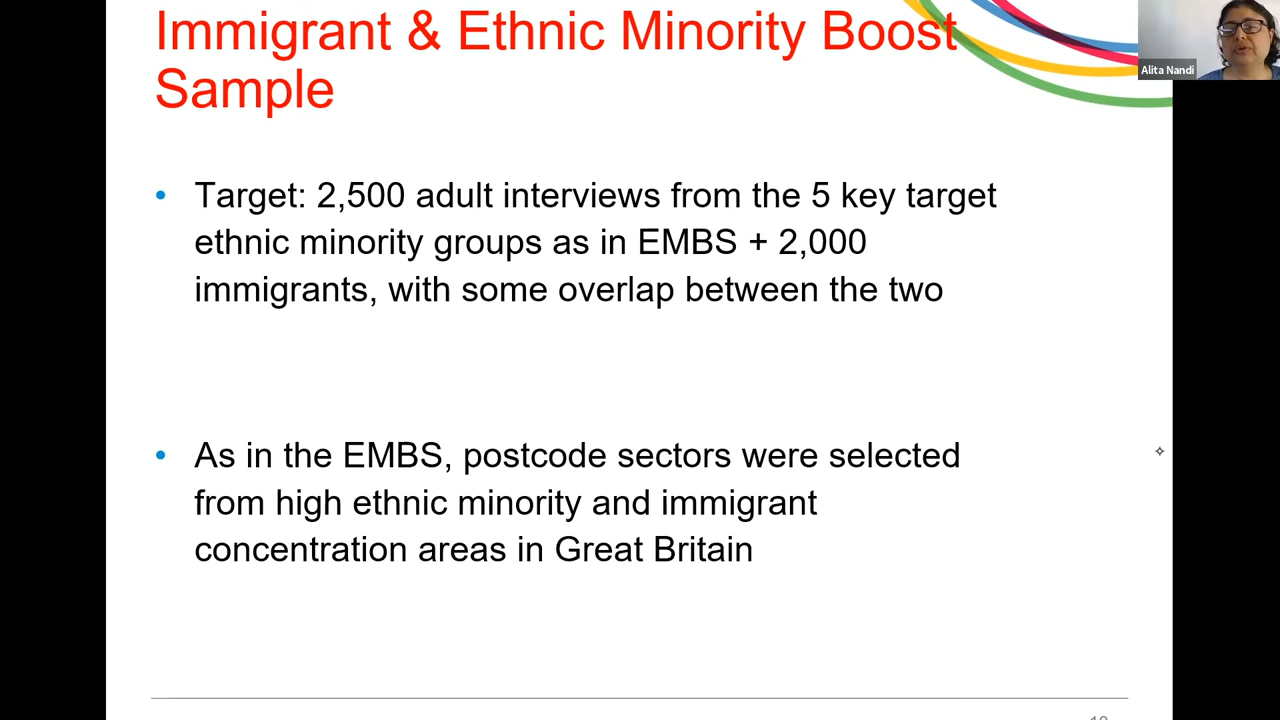 Immigrant & Ethnic Minority Boost
Sample
Alita Nandi
• Target: 2,500 adult interviews from the 5 key target
ethnic minority groups as in EMBS + 2,000
immigrants, with some overlap between the two
• As in the EMBS, postcode sectors were selected
from high ethnic minority and immigrant
concentration areas in Great Britain